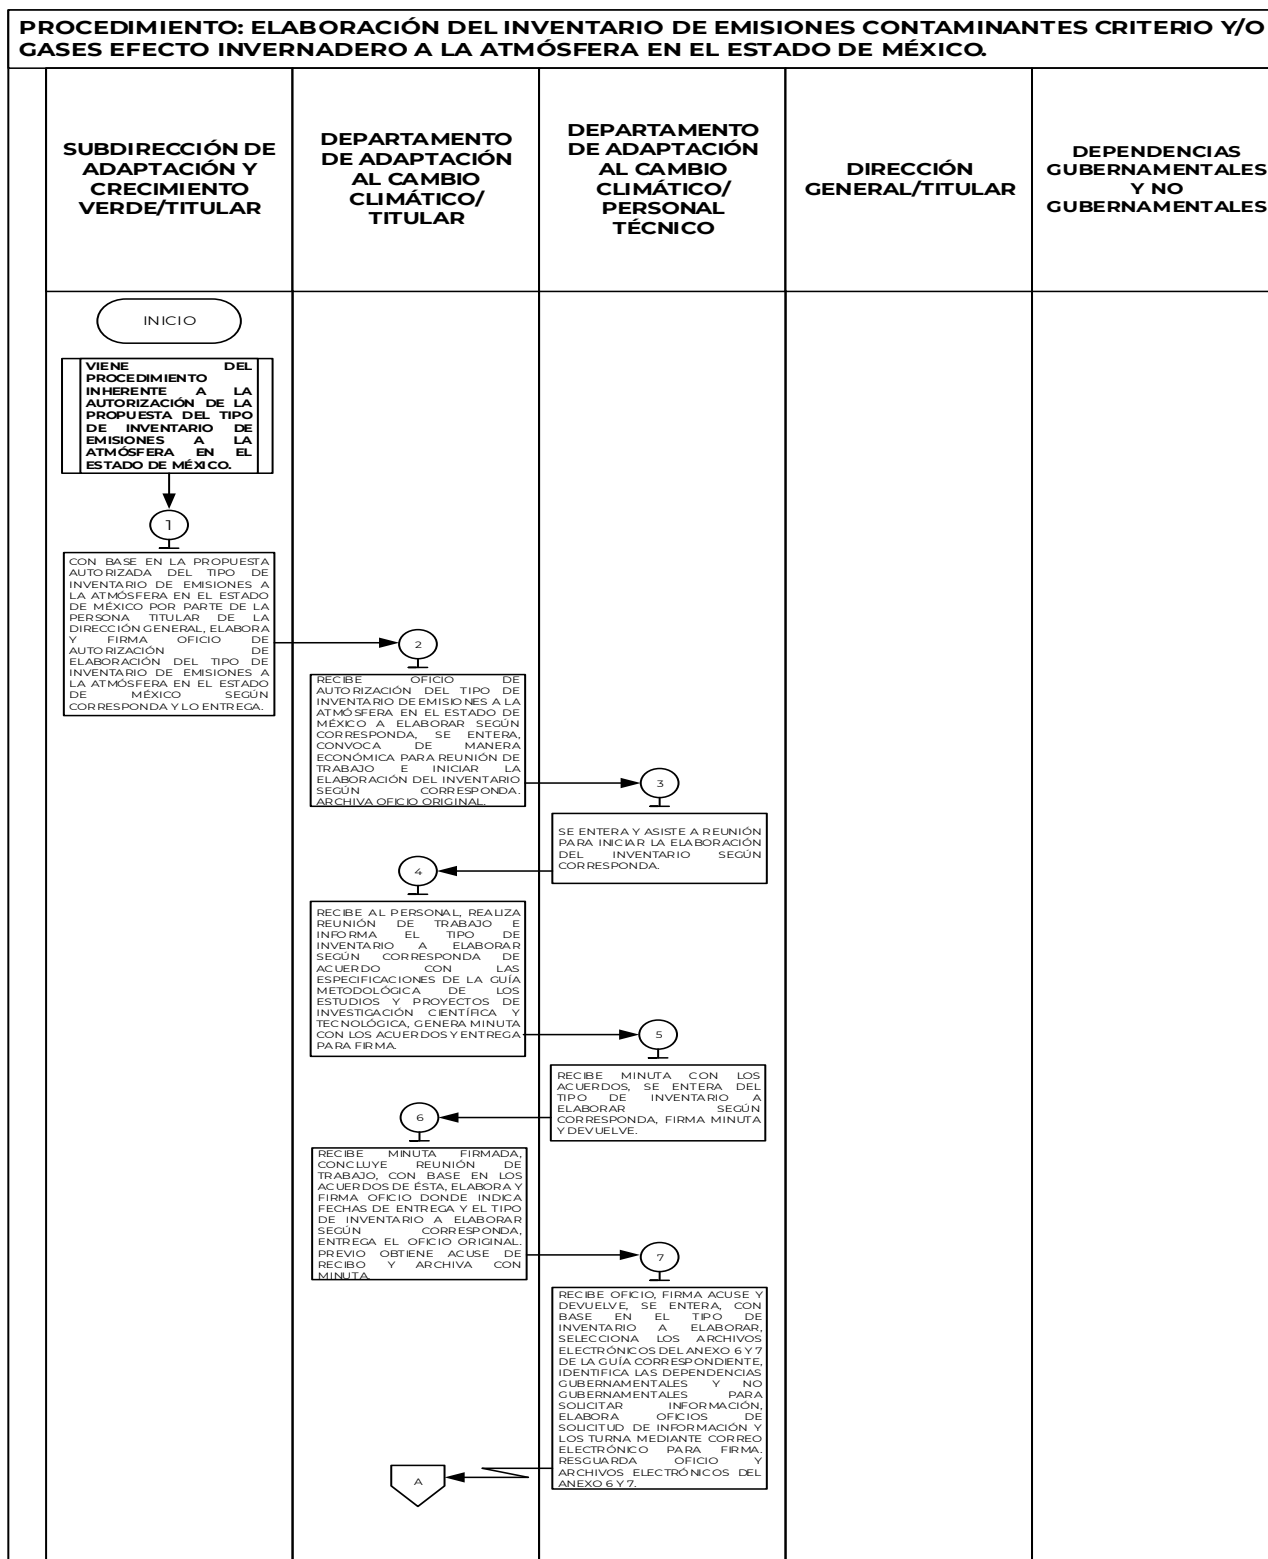 PROCEDIMIENTO: ELABORACIÓN DEL INVENTARIO DE EMISIONES CONTAMINANTES CRITERIO Y/O
GASES EFECTO INVERNADERO A LA ATMÓSFERA EN EL ESTADO DE MÉXICO.
SUBDIRECCIÓN DE
ADAPTACIÓN Y
CRECIMIENTO
VERDE/TITULAR
DEPARTAMENTO
DE ADAPTACIÓN
AL CAMBIO
CLIMÁTICO/
TITULAR
DEPARTAMENTO
DE ADAPTACIÓN
AL CAMBIO
CLIMÁTICO/
PERSONAL
TÉCNICO
DIRECCIÓN
GENERAL/TITULAR
DEPENDENCIAS
GUBERNAMENTALES
Y NO
GUBERNAMENTALES
INICIO
VIENE DEL
PROCEDIMIENTO
INHERENTE A LA
AUTORIZACIÓN DE LA
PROPUESTA DEL TIPO
DE INVENTARIO DE
EMISIONES A LA
ATMÓSFERA EN EL
ESTADO DE MÉXICO.
1
CON BASE EN LA PROPUESTA
AUTORIZADA DEL TIPO DE
INVENTARIO DE EMISIONES A
LA ATMÓSFERA EN EL ESTADO
DE MÉXICO POR PARTE DE LA
PERSONA TITULAR DE LA
DIRECCIÓN GENERAL, ELABORA
Y FIRMA OFICIO DE
AUTORIZACIÓN DE
ELABORACIÓN DEL TIPO DE
INVENTARIO DE EMISIONES A
LA ATMÓSFERA EN EL ESTADO
DE MÉXICO SEGÚN
CORRESPONDA Y LO ENTREGA.
2
RECIBE OFICIO DE
AUTORIZACIÓN DEL TIPO DE
INVENTARIO DE EMISIONES A LA
ATMÓSFERA EN EL ESTADO DE
MÉXICO A ELABORAR SEGÚN
CORRESPONDA, SE ENTERA,
CONVOCA DE MANERA
ECONÓMICA PARA REUNIÓN DE
TRABAJO E INICIAR LA
ELABORACIÓN DEL INVENTARIO
SEGÚN CORRESPONDA.
ARCHIVA OFICIO ORIGINAL.
3
SE ENTERA Y ASISTE A REUNIÓN
PARA INICIAR LA ELABORACIÓN
DEL INVENTARIO SEGÚN
CORRESPONDA.
4
RECIBE AL PERSONAL, REALIZA
REUNIÓN DE TRABAJO E
INFORMA EL TIPO DE
INVENTARIO A ELABORAR
SEGÚN CORRESPONDA DE
ACUERDO CON LAS
ESPECIFICACIONES DE LA GUÍA
METODOLÓGICA DE LOS
ESTUDIOS Y PROYECTOS DE
INVESTIGACIÓN CIENTÍFICA Y
TECNOLÓGICA, GENERA MINUTA
CON LOS ACUERDOS Y ENTREGA
PARA FIRMA.
5
RECIBE MINUTA CON LOS
ACUERDOS, SE ENTERA DEL
TIPO DE INVENTARIO A
ELABORAR SEGÚN
CORRESPONDA, FIRMA MINUTA
Y DEVUELVE.
6
RECIBE MINUTA FIRMADA,
CONCLUYE REUNIÓN DE
TRABAJO, CON BASE EN LOS
ACUERDOS DE ÉSTA, ELABORA Y
FIRMA OFICIO DONDE INDICA
FECHAS DE ENTREGA Y EL TIPO
DE INVENTARIO A ELABORAR
SEGÚN CORRESPONDA,
ENTREGA EL OFICIO ORIGINAL.
PREVIO OBTIENE ACUSE DE
RECIBO Y ARCHIVA CON
MINUTA.
7
RECIBE OFICIO, FIRMA ACUSE Y
DEVUELVE, SE ENTERA, CON
BASE EN EL TIPO DE
INVENTARIO A ELABORAR,
SELECCIONA LOS ARCHIVOS
ELECTRÓNICOS DEL ANEXO 6 Y 7
DE LA GUÍA CORRESPONDIENTE,
IDENTIFICA LAS DEPENDENCIAS
GUBERNAMENTALES Y NO
GUBERNAMENTALES PARA
SOLICITAR INFORMACIÓN,
ELABORA OFICIOS DE
SOLICITUD DE INFORMACIÓN Y
LOS TURNA MEDIANTE CORREO
ELECTRÓNICO PARA FIRMA.
RESGUARDA OFICIO Y
ARCHIVOS ELECTRÓNICOS DEL
ANEXO 6 Y 7.
A